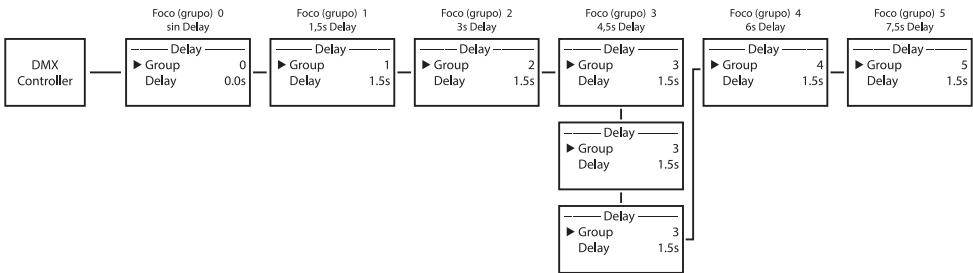 Foco (grupo) 0
sin Delay
Foco (grupo) 1
1,5s Delay
Foco (grupo) 2
3s Delay
Foco (grupo) 3
4,5s Delay
Foco (grupo) 4
6s Delay
Foco (grupo) 5
7,5s Delay
DMX
Controller
Delay
▶ Group 0
Delay 0.0s
Delay
▶ Group 1
Delay 1.5s
Delay
▶ Group 2
Delay 1.5s
Delay
▶ Group 3
Delay 1.5s
Delay
▶ Group 4
Delay 1.5s
Delay
▶ Group 5
Delay 1.5s
Delay
▶ Group 3
Delay 1.5s
Delay
▶ Group 3
Delay 1.5s